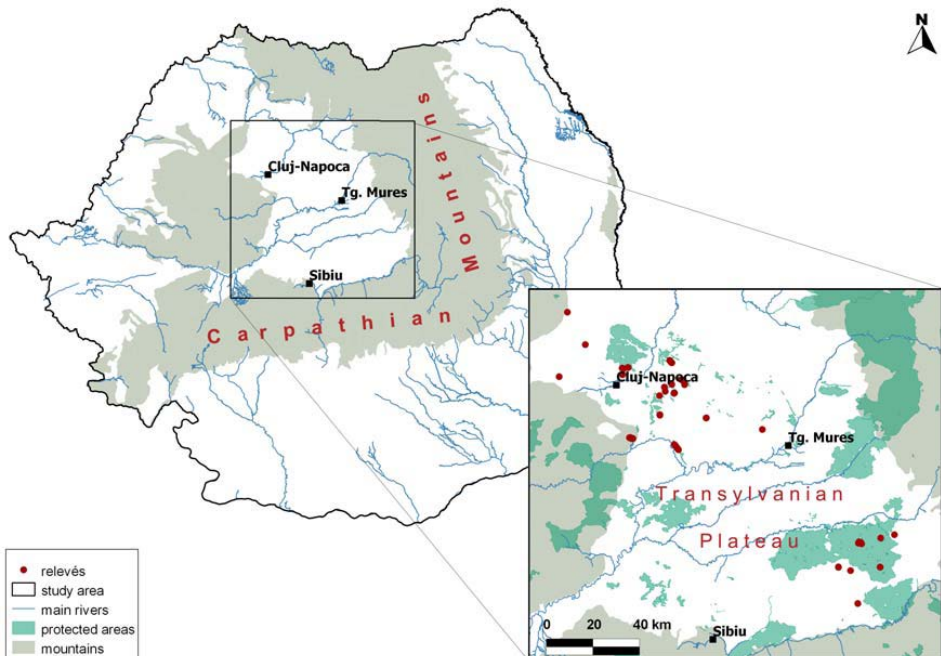 N
Cluj-Napoca
Tg. Mures
Sibiu
Carpathian
Mountains
Cluj-Napoca
Tg. Mures
Transylvanian
Plateau
Sibiu
0 20 40 km
relevés
study area
main rivers
protected areas
mountains